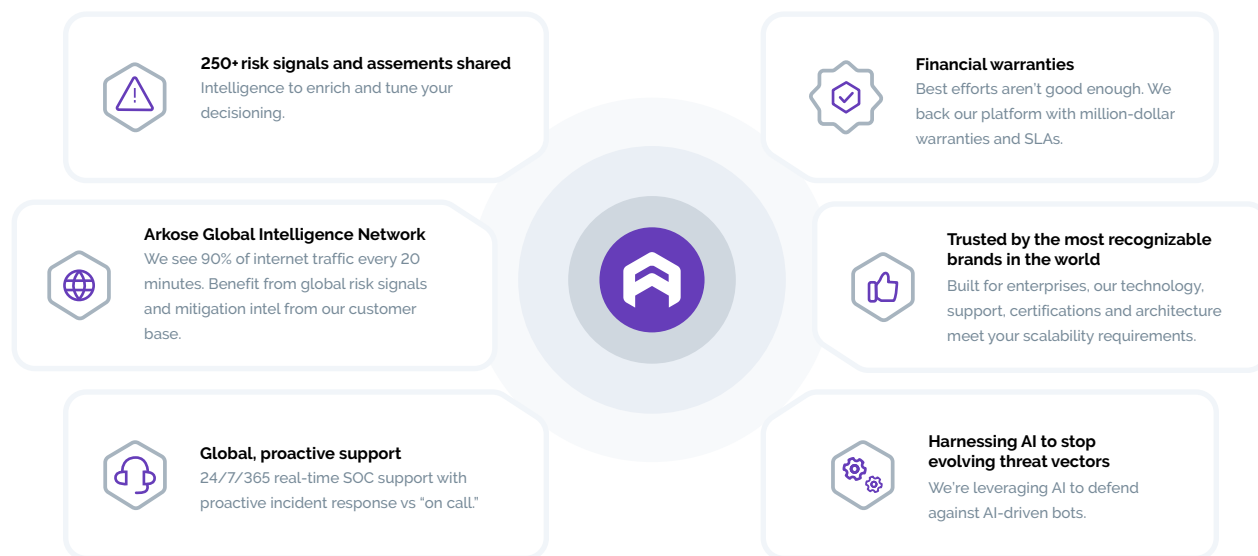 250+ risk signals and assements shared
Intelligence to enrich and tune your
decisioning.
Arkose Global Intelligence Network
We see 90% of internet traffic every 20
minutes. Benefit from global risk signals
and mitigation intel from our customer
base.
Global, proactive support
24/7/365 real-time SOC support with
proactive incident response vs “on call.”
Financial warranties
Best efforts aren’t good enough. We
back our platform with million-dollar
warranties and SLAs.
Trusted by the most recognizable
brands in the world
Built for enterprises, our technology,
support, certifications and architecture
meet your scalability requirements.
Harnessing AI to stop
evolving threat vectors
We’re leveraging AI to defend
against AI-driven bots.